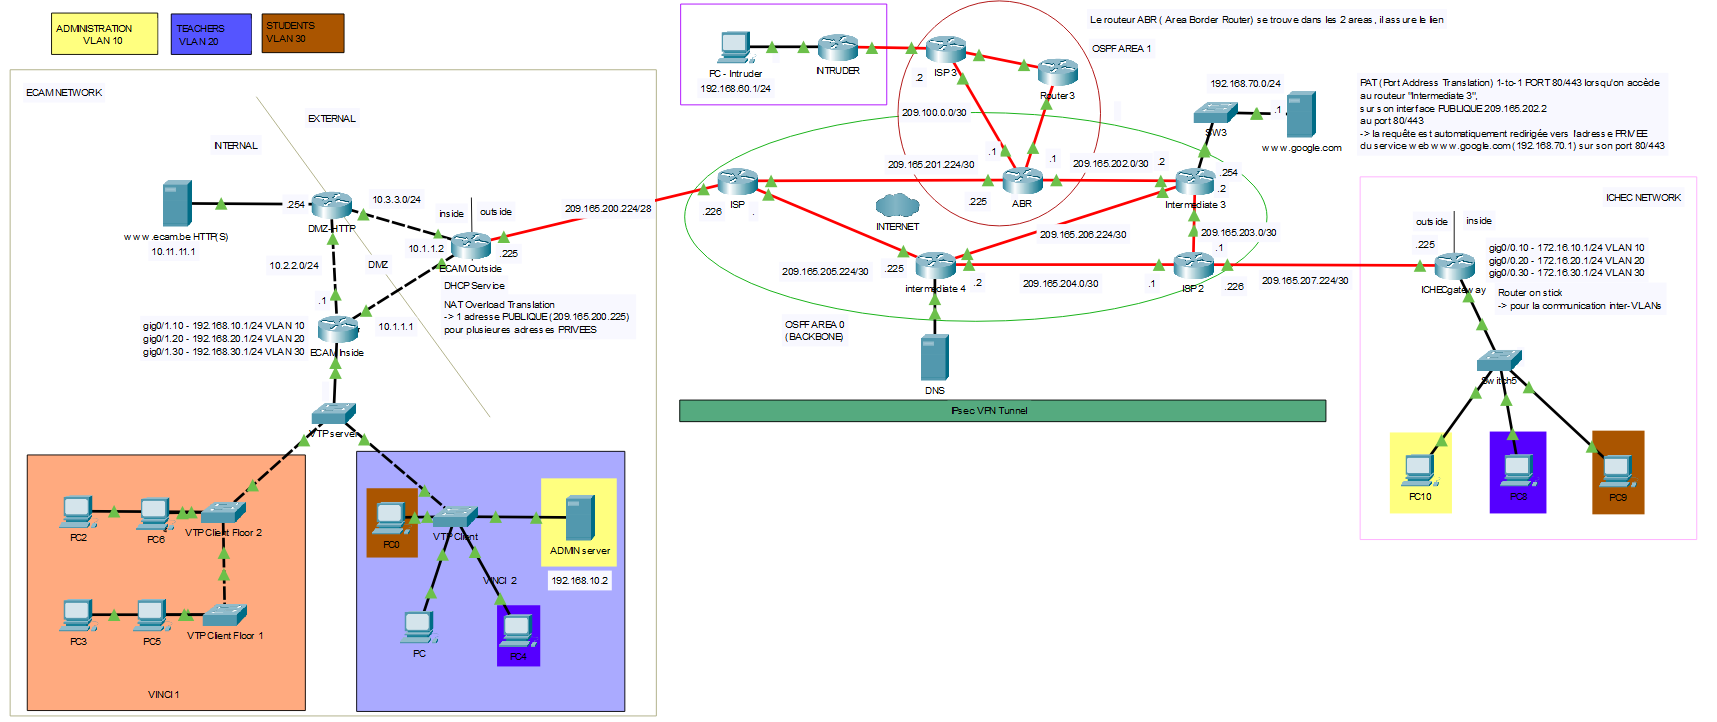 ADMINISTRATION
VLAN 10
TEACHERS
VLAN 20
STUDENTS
VLAN 30
ECAM NETWORK
EXTERNAL
INTERNAL
10.3.3.0/24
inside
outside
.254
DMZ-HTTP
www.ecam.be HTTP(S)
10.11.11.1
10.1.1.2
.225
ECAM Outside
DHCP Service
10.2.2.0/24
DMZ
NAT Overload Translation
-> 1 adresse PUBLIQUE (209.165.200.225)
pour plusieures adresses PRIVEES
.1
10.1.1.1
gig0/1.10 - 192.168.10.1/24 VLAN 10
gig0/1.20 - 192.168.20.1/24 VLAN 20
gig0/1.30 - 192.168.30.1/24 VLAN 30
ECAM Inside
VTP server
PC2
PC6
VTP Client Floor 2
PC3
PC5
VTP Client Floor 1
VINCI 1
PC0
VTP Client
ADMIN server
192.168.10.2
VINCI 2
PC
PC4
PC - Intruder
192.168.60.1/24
INTRUDER
Le routeur ABR ( Area Border Router) se trouve dans les 2 areas, il assure le lien
OSPF AREA 1
ISP 3
.2
Router3
209.100.0.0/30
.1
.1
209.165.201.224/30
209.165.202.0/30
.2
192.168.70.0/24
.1
SW3
www.google.com
PAT (Port Address Translation) 1-to-1 PORT 80/443 lorsqu'on accède
au routeur "Intermediate 3",
sur son interface PUBLIQUE 209.165.202.2
au port 80/443
-> la requête est automatiquement redirigée vers l'adresse PRIVEE
du service web www.google.com (192.168.70.1) sur son port 80/443
.254
.2
Intermediate 3
209.165.200.224/28
ISP
.226
.
.225
ABR
INTERNET
209.165.206.224/30
209.165.203.0/30
209.165.205.224/30
.225
intermediate 4
.2
209.165.204.0/30
.1
.1
ISP 2
.226
209.165.207.224/30
OSPF AREA 0
(BACKBONE)
DNS
IPsec VPN Tunnel
ICHEC NETWORK
outside
inside
.225
gig0/0.10 - 172.16.10.1/24 VLAN 10
gig0/0.20 - 172.16.20.1/24 VLAN 20
gig0/0.30 - 172.16.30.1/24 VLAN 30
ICHECgateway
Router on stick
-> pour la communication inter-VLANs
Switch5
PC10
PC8
PC9